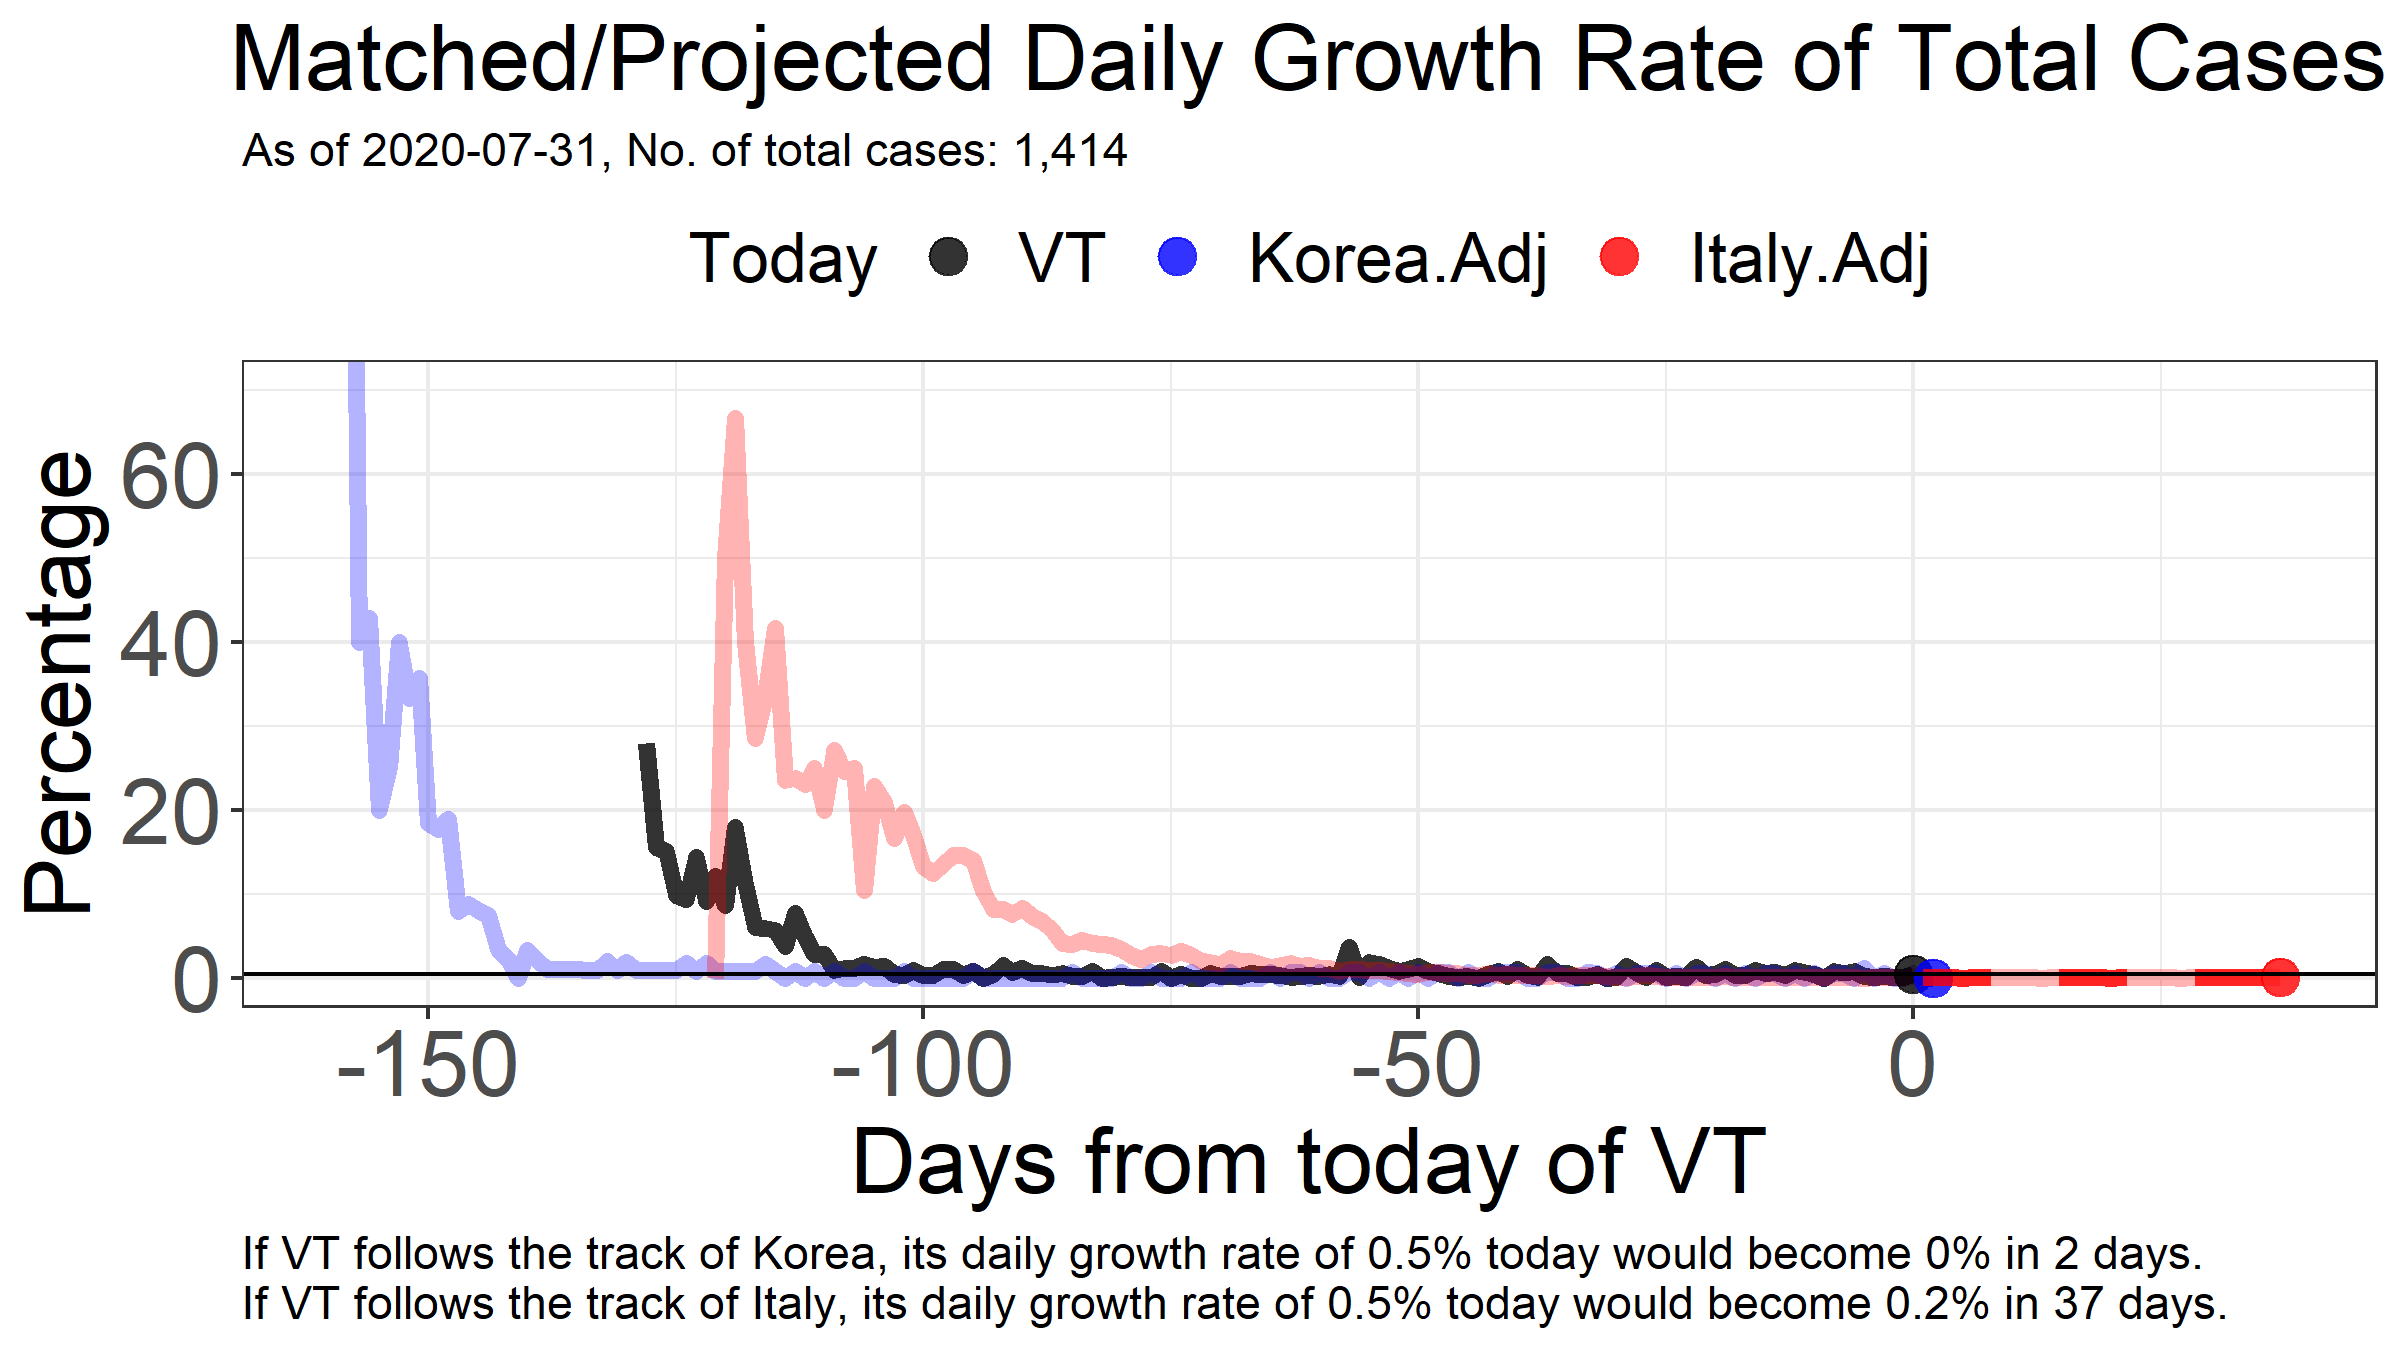 Matched/Projected Daily Growth Rate of Total Cases
As of 2020-07-31, No. of total cases: 1,414
Today VT Korea.Adj Italy.Adj
Percentage
60
40
20
0
-150 -100 -50 0
Days from today of VT
If VT follows the track of Korea, its daily growth rate of 0.5% today would become 0% in 2 days.
If VT follows the track of Italy, its daily growth rate of 0.5% today would become 0.2% in 37 days.